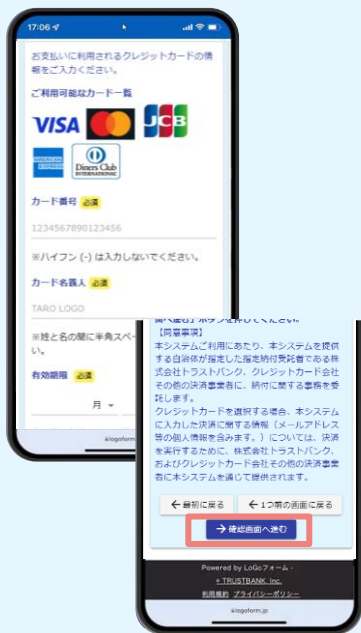 17:06
お支払いに利用されるクレジットカードの情
報をご入力ください。
ご利用可能なカード一覧
VISA
JCB
AMERICAN
EXPRESS
Diners Club
INTERNATIONAL
カード番号 必須
1234567890123456
※ハイフン (-) は入力しないでください。
カード名義人 必須
TARO LOGO
※姓と名の間に半角スペ
い。
有効期限 必須
月
logoform
【同意事項】
本システムご利用にあたり、本システムを提供
する自治体が指定した指定納付受託者である株
式会社トラストバンク、クレジットカード会社
その他の決済事業者に、納付に関する事務を委
託します。
クレジットカードを選択する場合、本システム
に入力した決済に関する情報（メールアドレス
等の個人情報を含みます。）については、決済
を実行するために、株式会社トラストバンク、
およびクレジットカード会社その他の決済事業
者に本システムを通じて提供されます。
←最初に戻る
←1つ前の画面に戻る
→確認画面へ進む
Powered by LoGoフォーム -
TRUSTBANK, Inc.
利用規約 プライバシーポリシー
logoform.jp